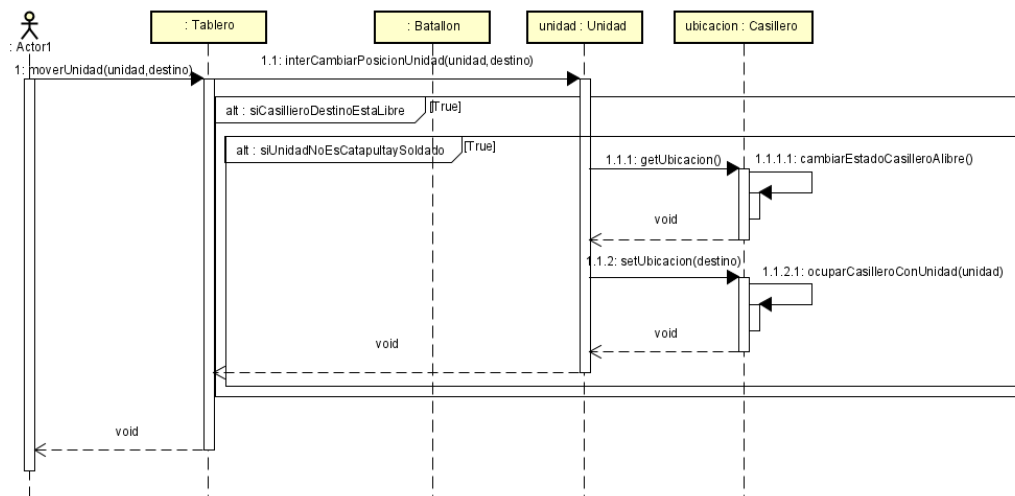 : Tablero
: Batallon
unidad : Unidad
ubicacion : Casillero
: Actor1
1: moverUnidad(unidad,destino)
1.1: interCambiarPosicionUnidad(unidad,destino)
alt : siCasillieroDestinoEstaLibre
[True]
alt : siUnidadNoEsCatapultaySoldado
[True]
1.1.1: getUbicacion()
1.1.1.1: cambiarEstadoCasilleroAlibre()
void
1.1.2: setUbicacion(destino)
1.1.2.1: ocuparCasilleroConUnidad(unidad)
void
void
void